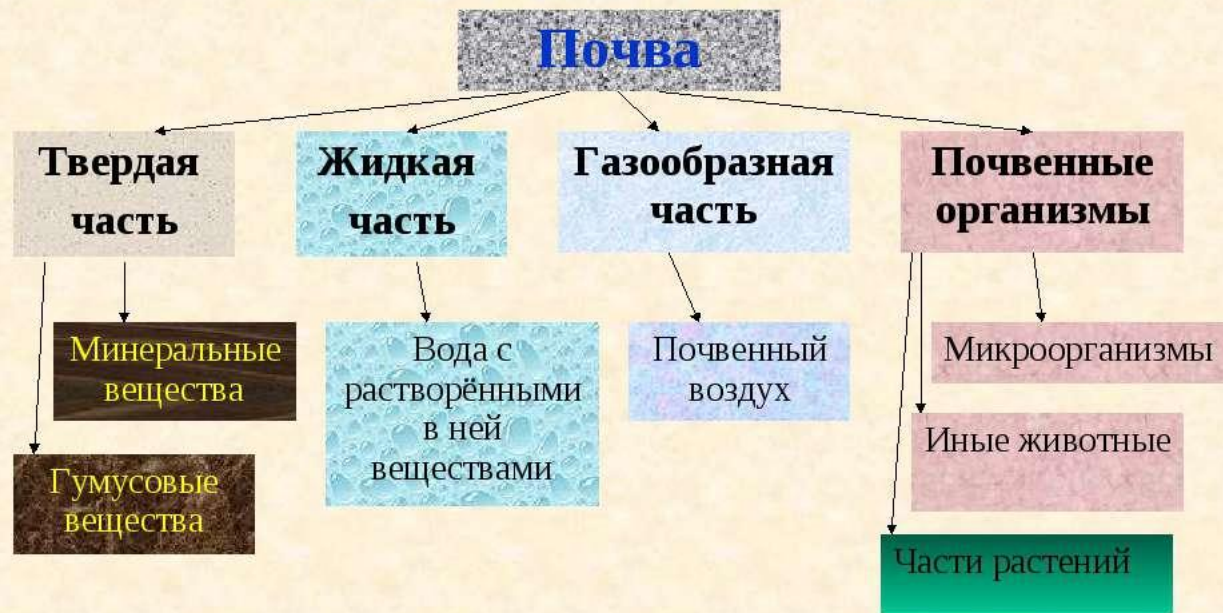 Почва
Твердая
часть
Жидкая
часть
Газообразная
часть
Почвенные
организмы
Минеральные
вещества
Гумусовые
вещества
Вода с
растворёнными
в ней
веществами
Почвенный
воздух
Микроорганизмы
Иные животные
Части растений